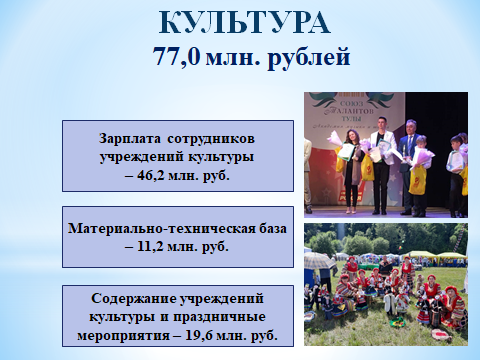 КУЛЬТУРА
77,0 млн. рублей
Зарплата сотрудников
учреждений культуры
– 46,2 млн. руб.
Материально-техническая база
– 11,2 млн. руб.
Содержание учреждений
культуры и праздничные
мероприятия – 19,6 млн. руб.
СОЮЗ
ТАЛАНТОВ
ТУЛЫ